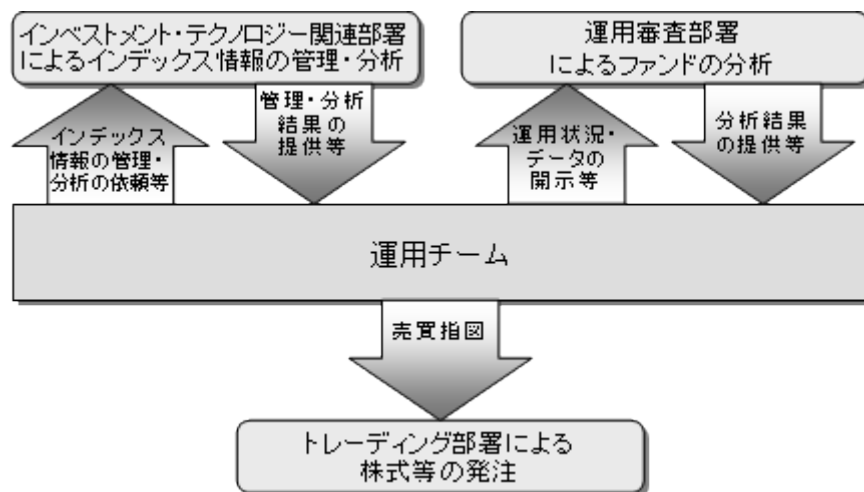 インベストメント・テクノロジー関連部署
によるインデックス情報の管理・分析
運用審査部署
によるファンドの分析
インデックス
情報の管理・
分析の依頼等
管理・分析
結果の
提供等
運用状況・
データの
開示等
分析結果
の提供等
運用チーム
売買指図
トレーディング部署による
株式等の発注